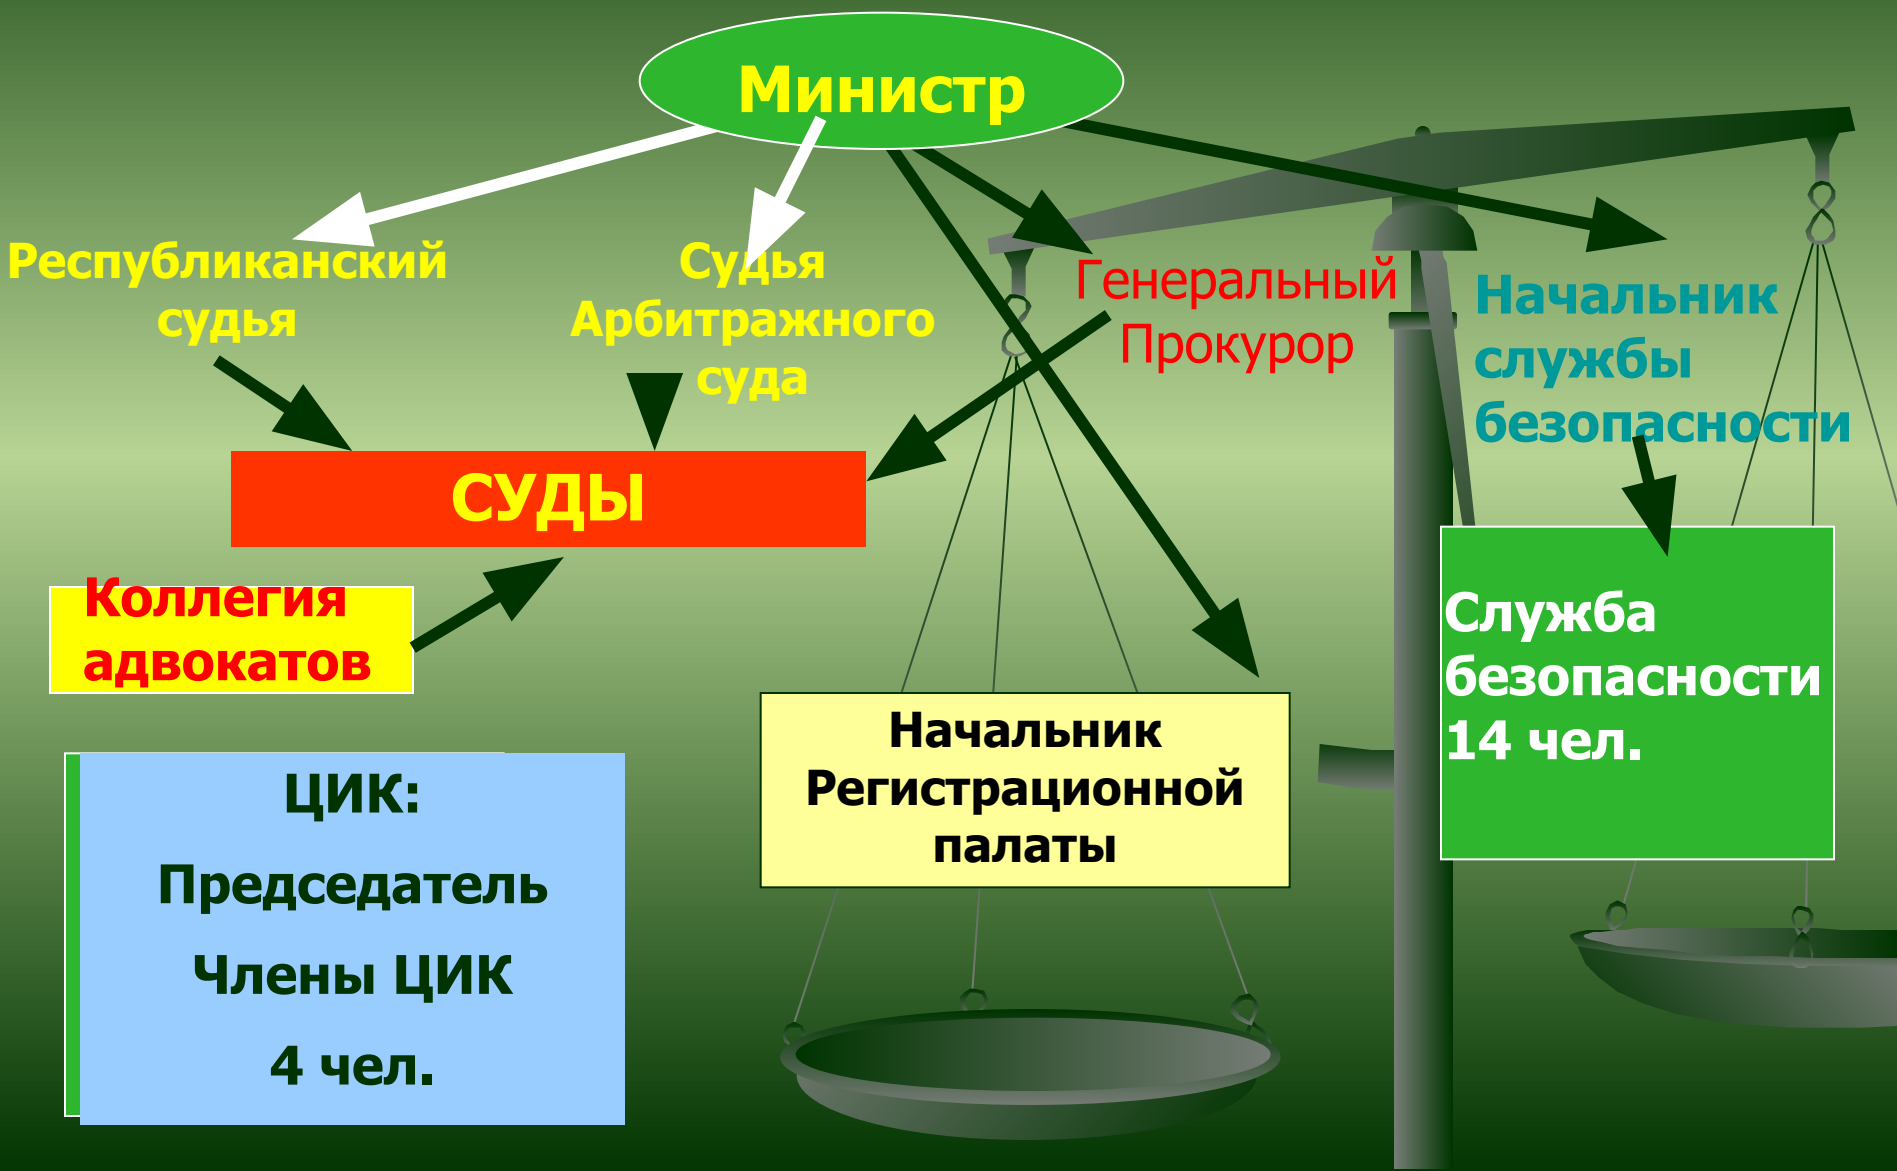 Министр
Республиканский
судья
Судья
Арбитражного
суда
Генеральный
Прокурор
Начальник
службы
безопасности
СУДЫ
Коллегия
адвокатов
Служба
безопасности
14 чел.
Начальник
Регистрационной
палаты
ЦИК:
Председатель
Члены ЦИК
4 чел.